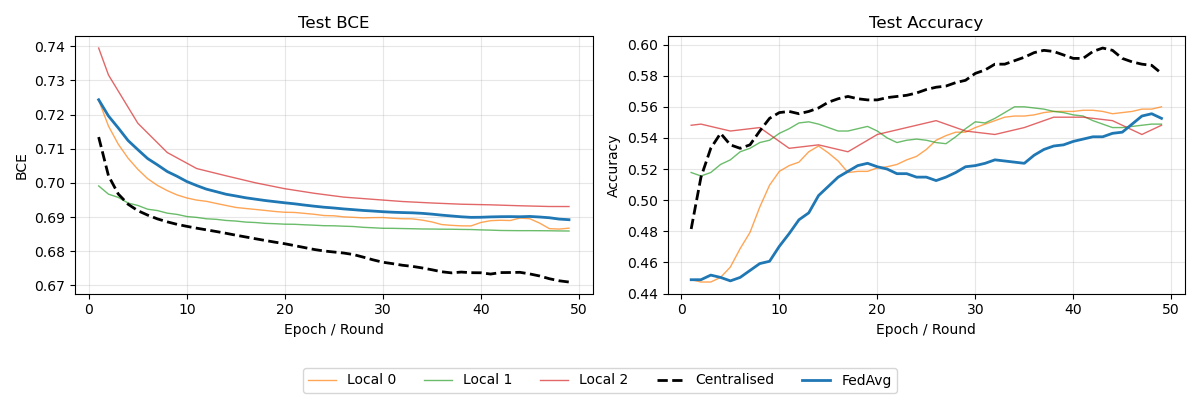 Test BCE
0.74
0.73
0.72
0.71
0.70
0.69
0.68
0.67
BCE
0 10 20 30 40 50
Epoch / Round
Test Accuracy
0.60
0.58
0.56
0.54
0.52
0.50
0.48
0.46
0.44
Accuracy
0 10 20 30 40 50
Epoch / Round
Local 0 Local 1 Local 2 Centralised FedAvg